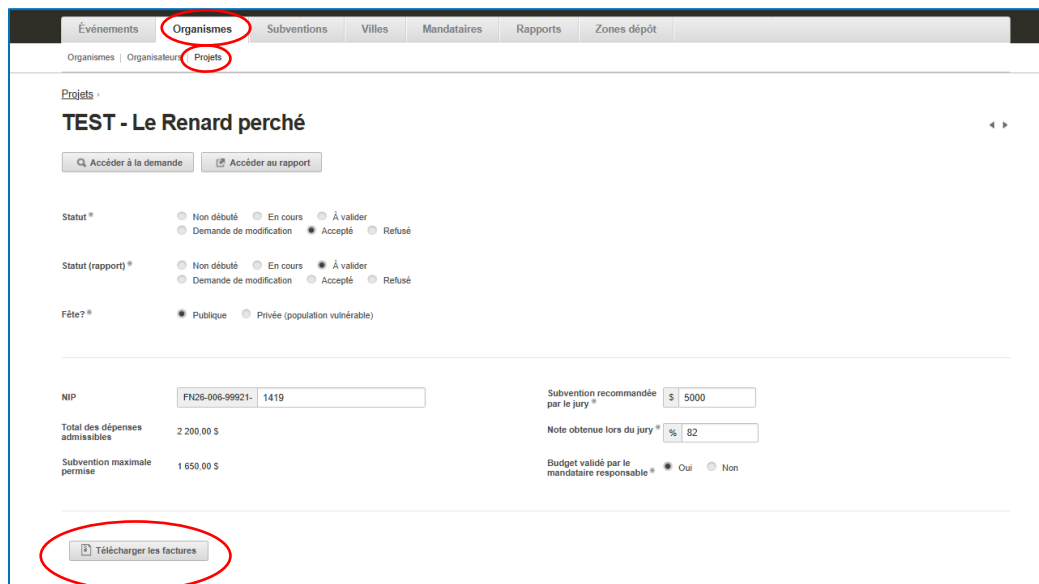 Événements Organismes Subventions Villes Mandataires Rapports Zones dépôt
Organismes | Organisateurs | Projets
Projets ›
TEST - Le Renard perché
Accéder à la demande Accéder au rapport
Statut * Non débuté En cours À valider
Demande de modification Accepté Refusé
Statut (rapport) * Non débuté En cours À valider
Demande de modification Accepté Refusé
Fête? * Publique Privée (population vulnérable)
NIP FN26-006-99921- 1419
Subvention recommandée
par le jury * $ 5000
Total des dépenses
admissibles 2 200,00 $
Note obtenue lors du jury * % 82
Subvention maximale
permise 1 650,00 $
Budget validé par le
mandataire responsable * Oui Non
Télécharger les factures